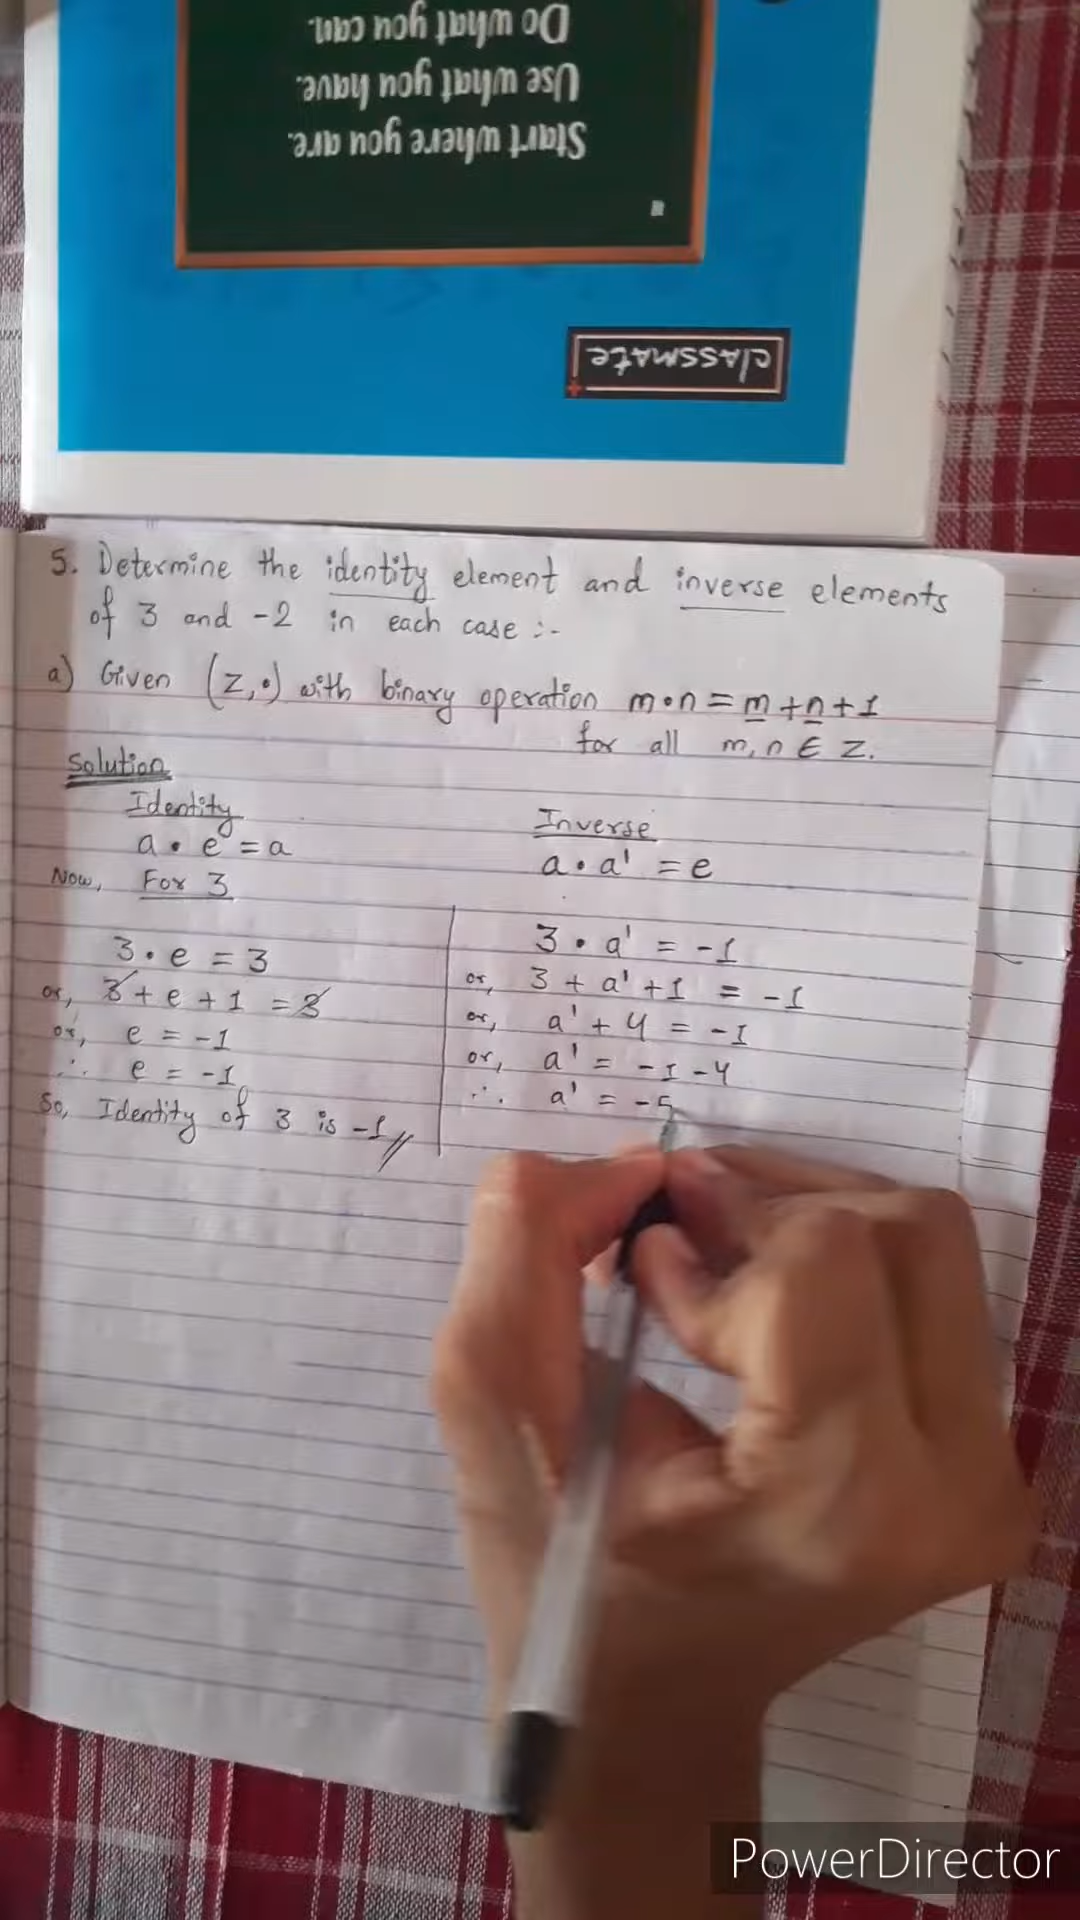 Do what you can.
Use what you have.
Start where you are.
classmate
5. Determine the identity element and inverse elements
of 3 and -2 in each case :-
a) Given (Z,•) with binary operation m•n = m+n+1
for all m, n ∈ Z.
Solution
Identity
a • e = a
Now, For 3
3 • e = 3
or, 3 + e + 1 = 3
or, e = -1
∴ e = -1
So, Identity of 3 is -1//
Inverse
a • a' = e
3 • a' = -1
or, 3 + a' + 1 = -1
or, a' + 4 = -1
or, a' = -1 - 4
∴ a' = -5
PowerDirector